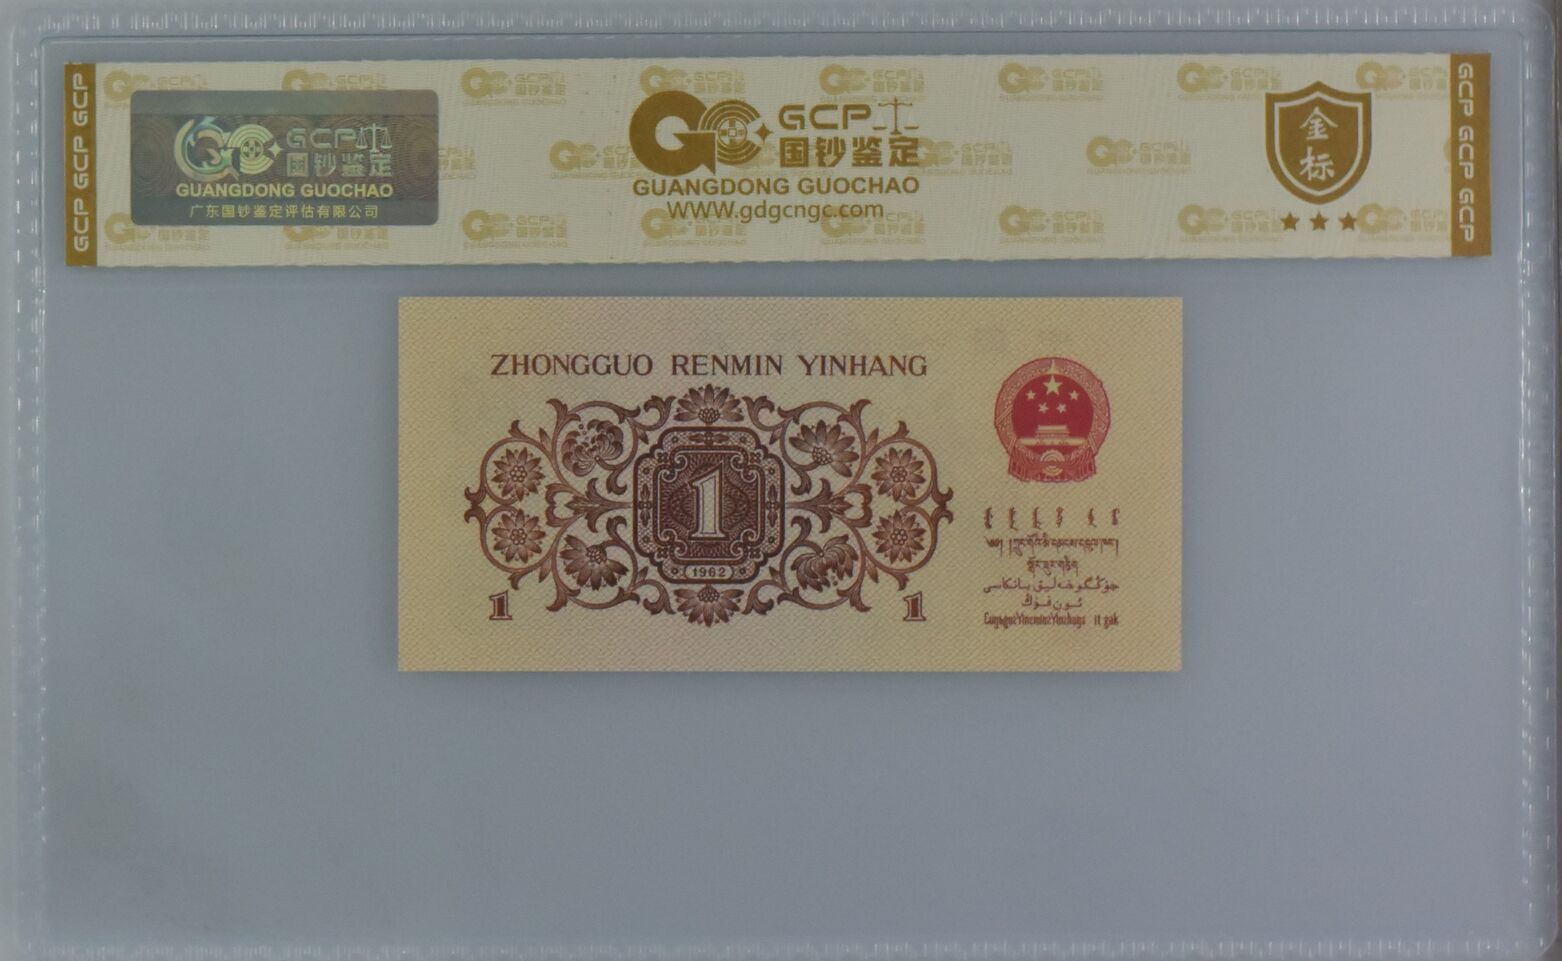 GCP GCP GCP
GCP
国钞鉴定
GUANGDONG GUOCHAO
广东国钞鉴定评估有限公司
GCP
国钞鉴定
GUANGDONG GUOCHAO
WWW.gdgcngc.com
金标
GCP GCP GCP
ZHONGGUO RENMIN YINHANG
1
1962
1
1